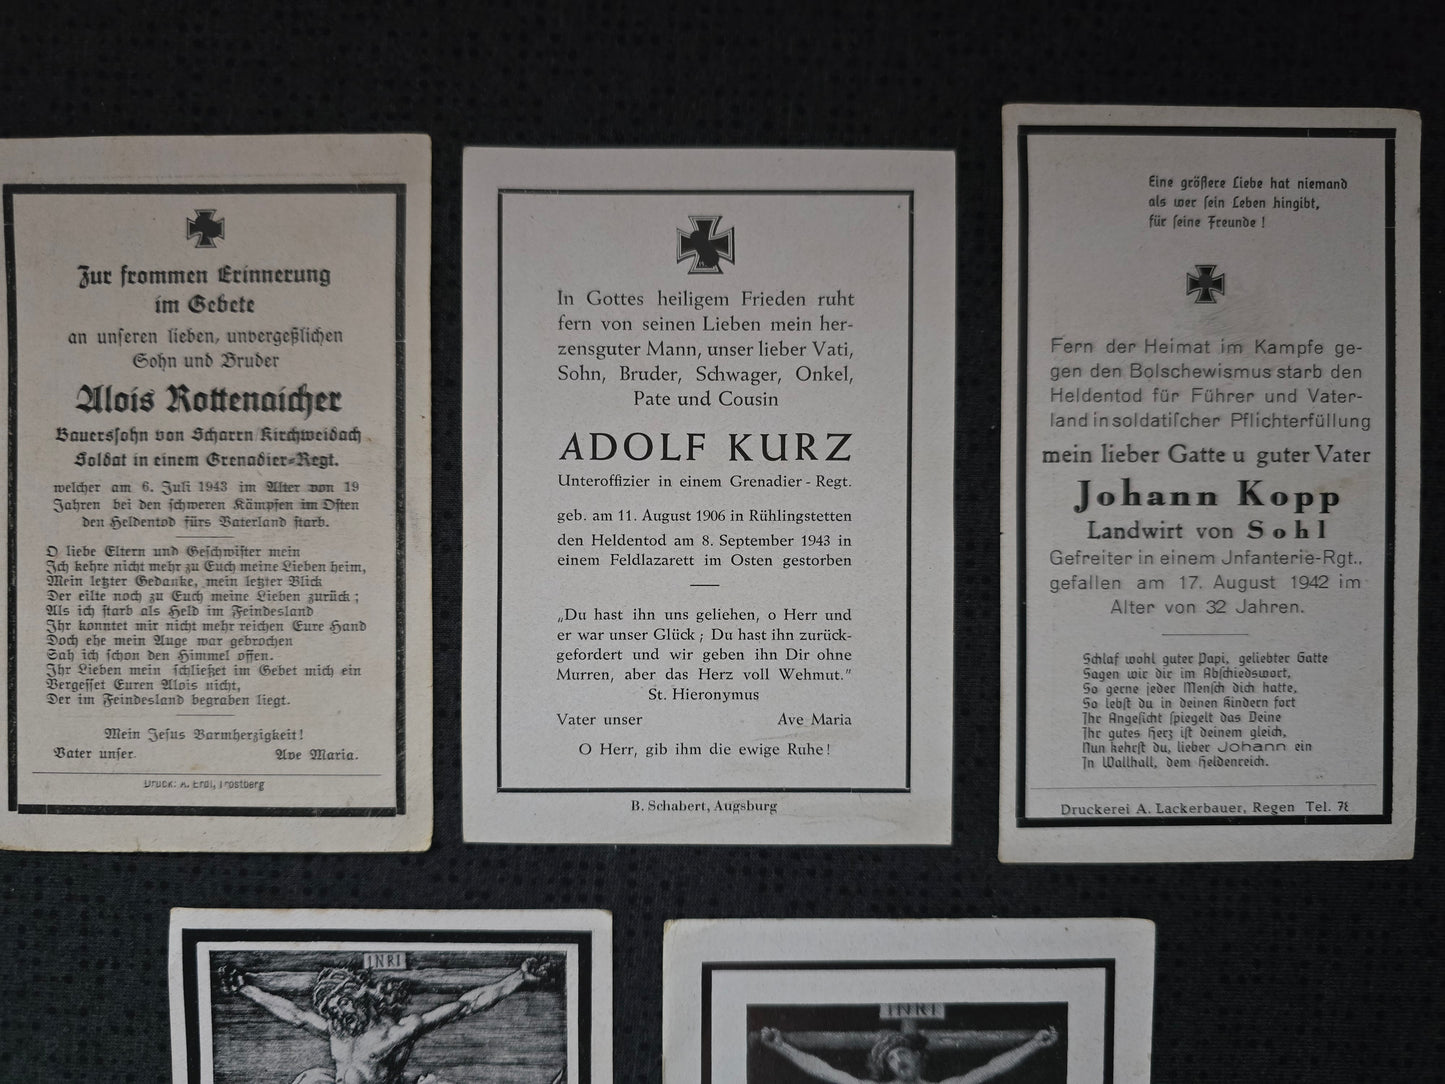 Zur frommen Erinnerung
im Gebete
an unseren lieben, unvergeßlichen
Sohn und Bruder
Alois Rottenaicher
Bauerssohn von Scharrn Kirchweidach
Soldat in einem Grenadier-Regt.
welcher am 6. Juli 1943 im Alter von 19
Jahren bei den schweren Kämpfen im Osten
den Heldentod fürs Vaterland starb.
O liebe Eltern und Geschwister mein
Ich kehre nicht mehr zu Euch meine Lieben heim,
Mein letzter Gedanke, mein letzter Blick
Der eilte noch zu Euch meine Lieben zurück;
Als ich starb als Held im Feindesland
Ihr konntet mir nicht mehr reichen Eure Hand
Doch ehe mein Auge war gebrochen
Sah ich schon den Himmel offen.
Ihr Lieben mein schließet im Gebet mich ein
Vergesset Euren Alois nicht,
Der im Feindesland begraben liegt.
Mein Jesus Barmherzigkeit!
Vater unser. Ave Maria.
Druck: A. Erdl, Trostberg
In Gottes heiligem Frieden ruht
fern von seinen Lieben mein her-
zensguter Mann, unser lieber Vati,
Sohn, Bruder, Schwager, Onkel,
Pate und Cousin
ADOLF KURZ
Unteroffizier in einem Grenadier - Regt.
geb. am 11. August 1906 in Rühlingstetten
den Heldentod am 8. September 1943 in
einem Feldlazarett im Osten gestorben
„Du hast ihn uns geliehen, o Herr und
er war unser Glück; Du hast ihn zurück-
gefordert und wir geben ihn Dir ohne
Murren, aber das Herz voll Wehmut."
St. Hieronymus
Vater unser Ave Maria
O Herr, gib ihm die ewige Ruhe!
B. Schabert, Augsburg
Eine größere Liebe hat niemand
als wer sein Leben hingibt,
für seine Freunde!
Fern der Heimat im Kampfe ge-
gen den Bolschewismus starb den
Heldentod für Führer und Vater-
land in soldatischer Pflichterfüllung
mein lieber Gatte u guter Vater
Johann Kopp
Landwirt von Sohl
Gefreiter in einem Jnfanterie-Rgt.,
gefallen am 17. August 1942 im
Alter von 32 Jahren.
Schlaf wohl guter Papi, geliebter Gatte
Sagen wir dir im Abschiedswort,
So gerne jeder Mensch dich hatte,
So lebst du in deinen Kindern fort
Ihr Angesicht spiegelt das Deine
Ihr gutes Herz ist deinem gleich,
Nun kehrst du, lieber Johann ein
In Wallhall, dem Heldenreich.
Druckerei A. Lackerbauer, Regen Tel. 78
INRI
INRI